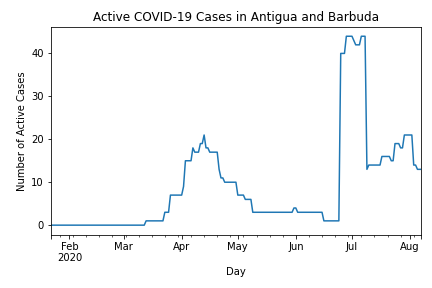 Active COVID-19 Cases in Antigua and Barbuda
Number of Active Cases
40
30
20
10
0
Feb Mar Apr May Jun Jul Aug
2020
Day